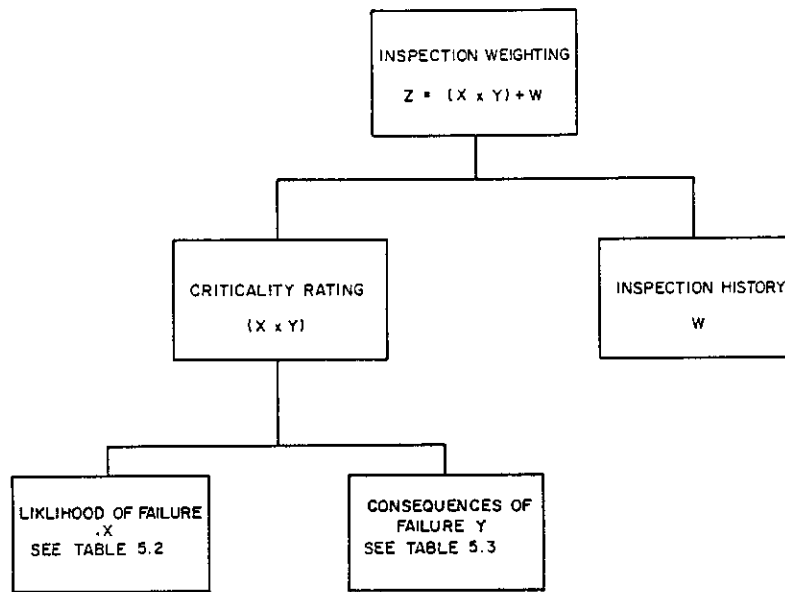 INSPECTION WEIGHTING
Z = (X x Y) + W
CRITICALITY RATING
(X x Y)
INSPECTION HISTORY
W
LIKLIHOOD OF FAILURE
.X
SEE TABLE 5.2
CONSEQUENCES OF
FAILURE Y
SEE TABLE 5.3